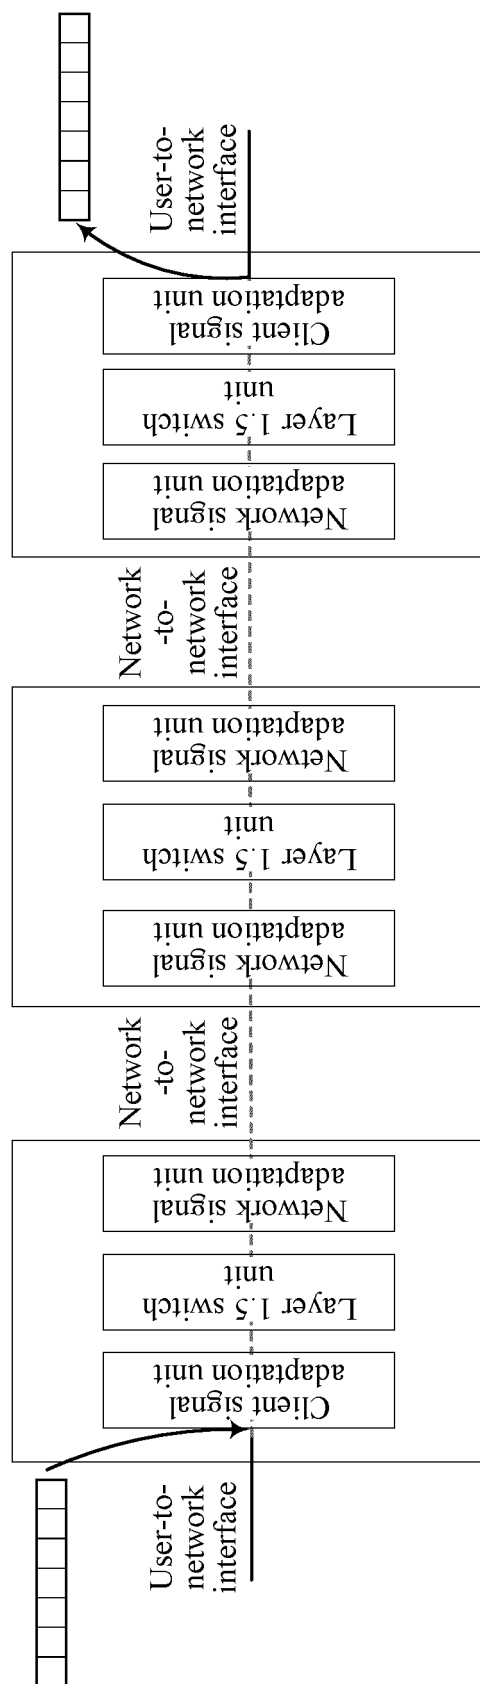 User-to-
network
interface
Client signal
adaptation unit
Layer 1.5 switch
unit
Network signal
adaptation unit
Network
-to-
network
interface
Network signal
adaptation unit
Layer 1.5 switch
unit
Network signal
adaptation unit
Network
-to-
network
interface
Network signal
adaptation unit
Layer 1.5 switch
unit
Client signal
adaptation unit
User-to-
network
interface